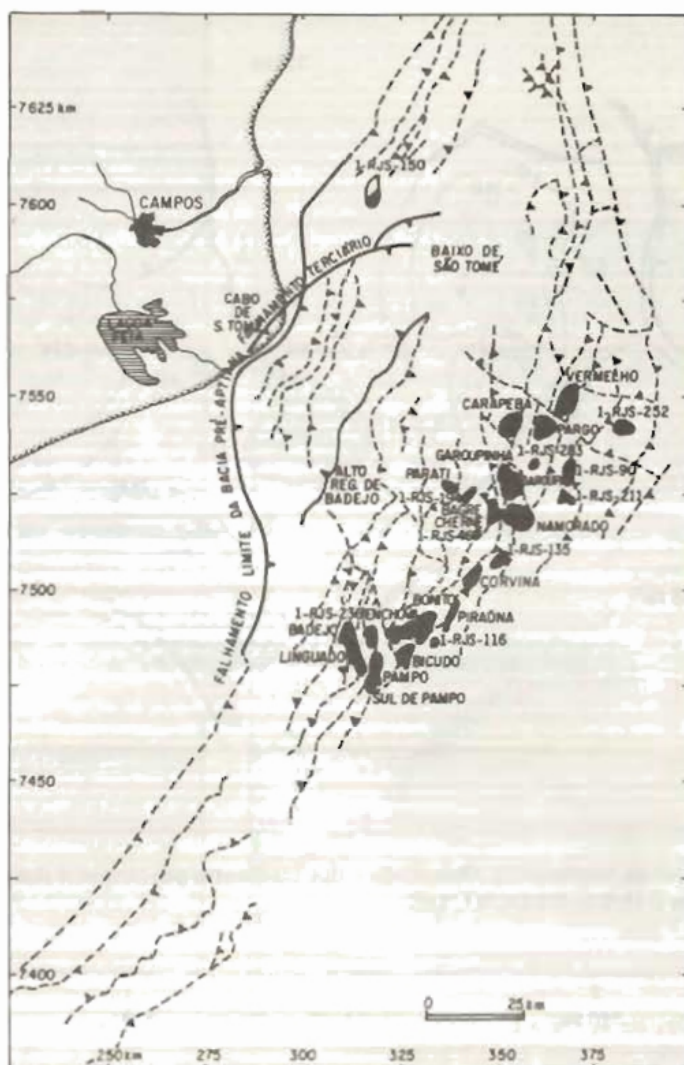 7625 km
1-RJS-150
7600
CAMPOS
BAIXO DE
SÃO TOMÉ
FALHAMENTO TERCIÁRIO
CABO
DE
S. TOMÉ
LAGOA
FEIA
7550
VERMELHO
CARAPEBA
PARGO
1-RJS-252
1-RJS-283
GAROUPINHA
1-RJS-90
GAROUPA
PARATI
ALTO
REG. DE
BADEJO
1-RJS-211
BAGRE
CHERNE
NAMORADO
1-RJS-135
FALHAMENTO LIMITE DA BACIA PRÉ-APTIANA
7500
CORVINA
BONITO
PIRAÚNA
1-RJS-116
ENCHOVA
BADEJO
LINGUADO
BICUDO
PAMPO
SUL DE PAMPO
7450
7400
0 25 km
250 km 275 300 325 350 375